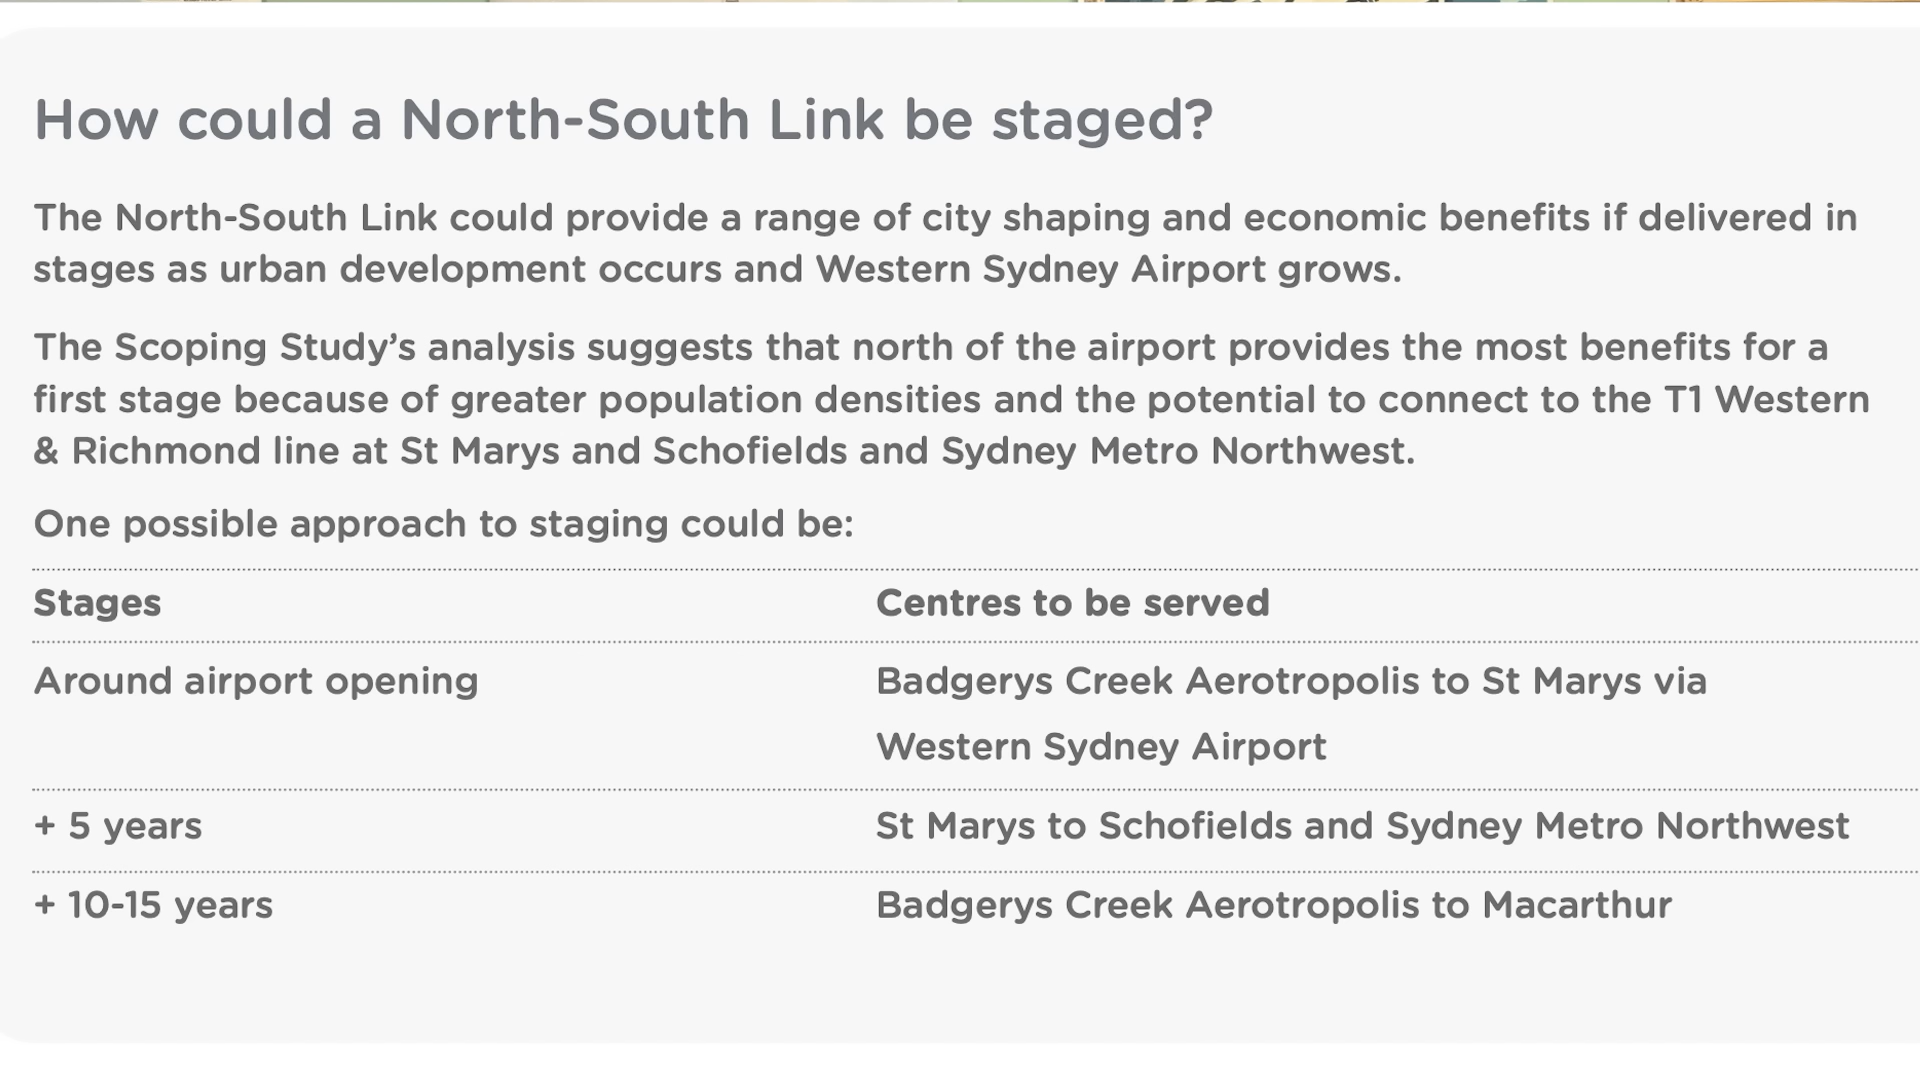 How could a North-South Link be staged?
The North-South Link could provide a range of city shaping and economic benefits if delivered in
stages as urban development occurs and Western Sydney Airport grows.
The Scoping Study’s analysis suggests that north of the airport provides the most benefits for a
first stage because of greater population densities and the potential to connect to the T1 Western
& Richmond line at St Marys and Schofields and Sydney Metro Northwest.
One possible approach to staging could be:
Stages Centres to be served
Around airport opening Badgerys Creek Aerotropolis to St Marys via
Western Sydney Airport
+ 5 years St Marys to Schofields and Sydney Metro Northwest
+ 10-15 years Badgerys Creek Aerotropolis to Macarthur